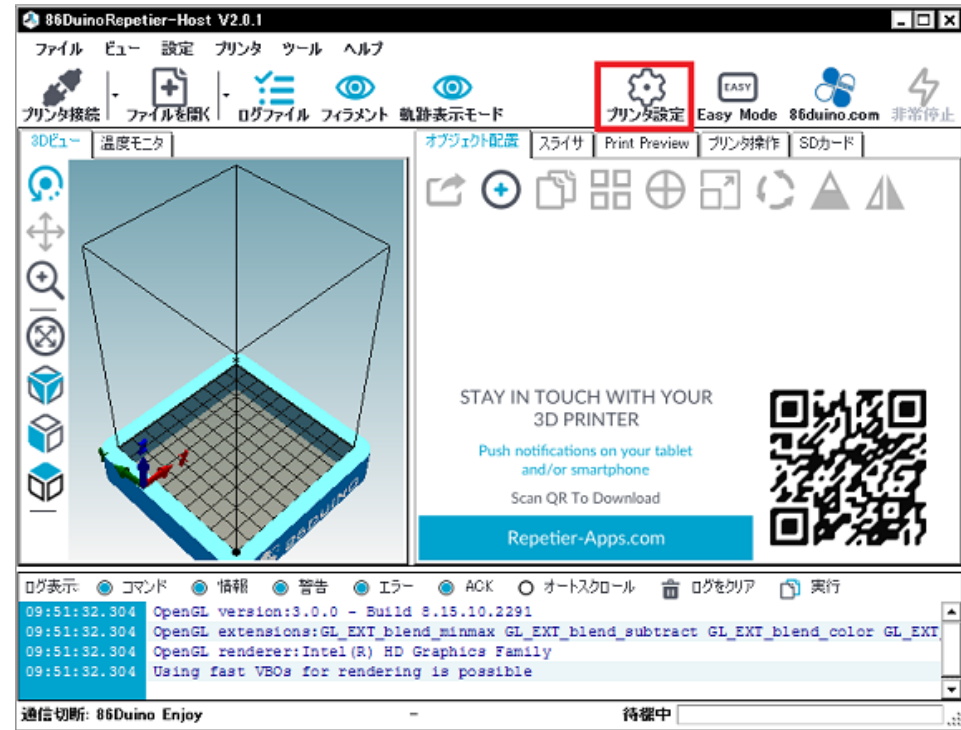 86DuinoRepetier-Host V2.0.1
ファイル ビュー 設定 プリンタ ツール ヘルプ
プリンタ接続 ファイルを開く ログファイル フィラメント 軌跡表示モード プリンタ設定 EASY Easy Mode 86duino.com 非常停止
3Dビュー 温度モニタ オブジェクト配置 スライサ Print Preview プリンタ操作 SDカード
STAY IN TOUCH WITH YOUR
3D PRINTER
Push notifications on your tablet
and/or smartphone
Scan QR To Download
Repetier-Apps.com
86DUINO
ログ表示: コマンド 情報 警告 エラー ACK オートスクロール ログをクリア 実行
09:51:32.304 OpenGL version:3.0.0 - Build 8.15.10.2291
09:51:32.304 OpenGL extensions:GL_EXT_blend_minmax GL_EXT_blend_subtract GL_EXT_blend_color GL_EXT_
09:51:32.304 OpenGL renderer:Intel(R) HD Graphics Family
09:51:32.304 Using fast VBOs for rendering is possible
通信切断: 86Duino Enjoy - 待機中